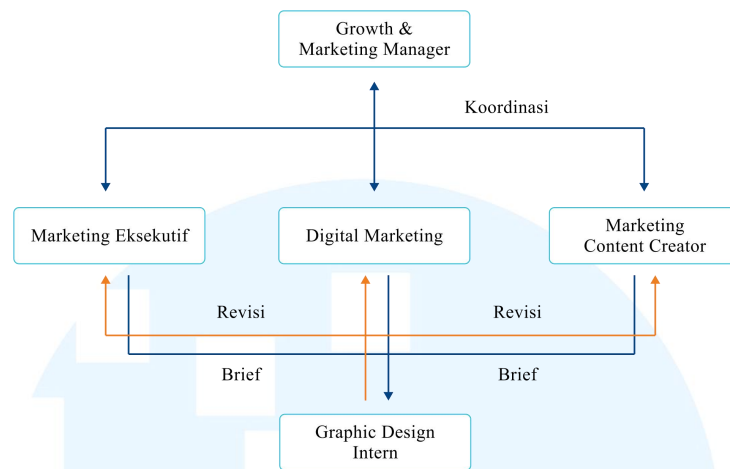 Growth &
Marketing Manager
Koordinasi
Marketing Eksekutif
Digital Marketing
Marketing
Content Creator
Revisi
Revisi
Brief
Brief
Graphic Design
Intern